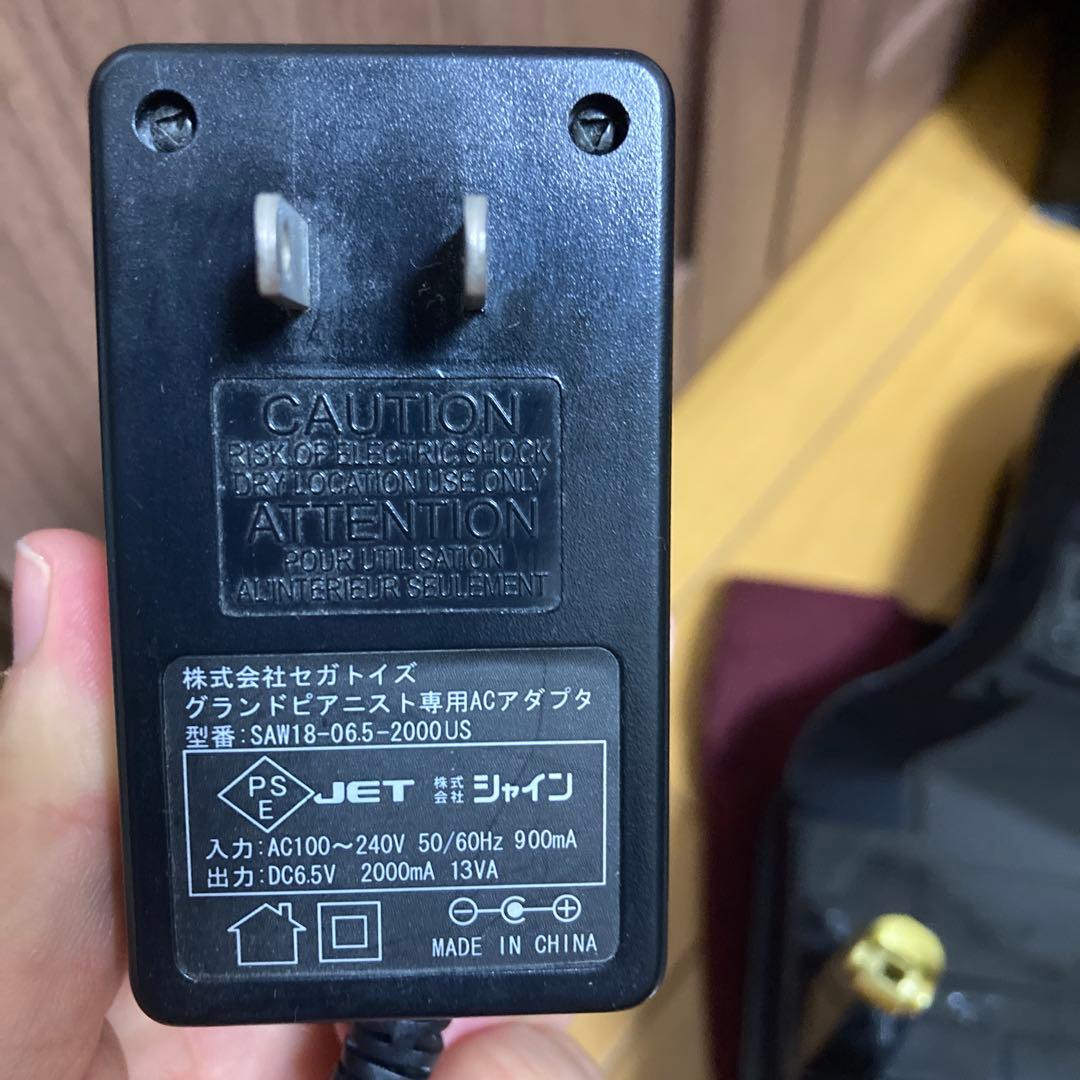 CAUTION
RISK OF ELECTRIC SHOCK
DRY LOCATION USE ONLY
ATTENTION
POUR UTILISATION
AL'INTERIEUR SEULEMENT
株式会社セガトイズ
グランドピアニスト専用ACアダプタ
型番:SAW18-06.5-2000US
PSE JET 株式会社 シャイン
入力:AC100～240V 50/60Hz 900mA
出力:DC6.5V 2000mA 13VA
MADE IN CHINA